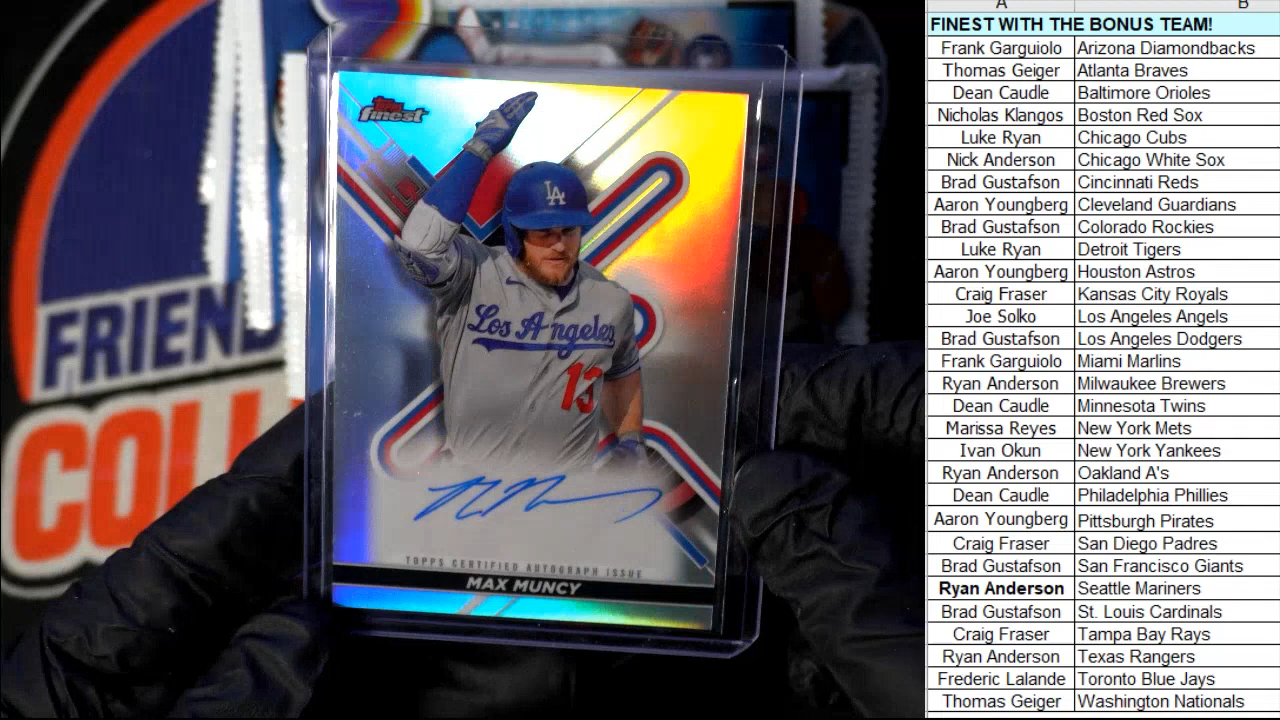 Topps
finest
LA
Los Angeles
13
TOPPS CERTIFIED AUTOGRAPH ISSUE
MAX MUNCY
FRIEN
COLL
A B
FINEST WITH THE BONUS TEAM!
Frank Garguiolo Arizona Diamondbacks
Thomas Geiger Atlanta Braves
Dean Caudle Baltimore Orioles
Nicholas Klangos Boston Red Sox
Luke Ryan Chicago Cubs
Nick Anderson Chicago White Sox
Brad Gustafson Cincinnati Reds
Aaron Youngberg Cleveland Guardians
Brad Gustafson Colorado Rockies
Luke Ryan Detroit Tigers
Aaron Youngberg Houston Astros
Craig Fraser Kansas City Royals
Joe Solko Los Angeles Angels
Brad Gustafson Los Angeles Dodgers
Frank Garguiolo Miami Marlins
Ryan Anderson Milwaukee Brewers
Dean Caudle Minnesota Twins
Marissa Reyes New York Mets
Ivan Okun New York Yankees
Ryan Anderson Oakland A's
Dean Caudle Philadelphia Phillies
Aaron Youngberg Pittsburgh Pirates
Craig Fraser San Diego Padres
Brad Gustafson San Francisco Giants
Ryan Anderson Seattle Mariners
Brad Gustafson St. Louis Cardinals
Craig Fraser Tampa Bay Rays
Ryan Anderson Texas Rangers
Frederic Lalande Toronto Blue Jays
Thomas Geiger Washington Nationals